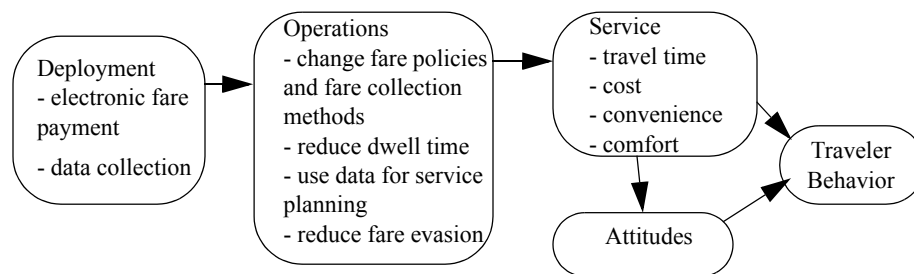 Deployment
- electronic fare
payment
- data collection
Operations
- change fare policies
and fare collection
methods
- reduce dwell time
- use data for service
planning
- reduce fare evasion
Service
- travel time
- cost
- convenience
- comfort
Attitudes
Traveler
Behavior